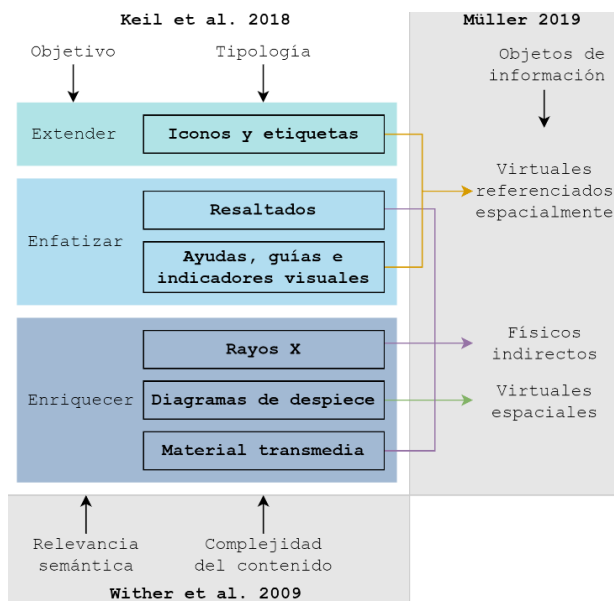 Keil et al. 2018
Müller 2019
Objetivo
Tipología
Objetos de
información
Extender
Iconos y etiquetas
Virtuales
referenciados
espacialmente
Enfatizar
Resaltados
Ayudas, guías e
indicadores visuales
Enriquecer
Rayos X
Diagramas de despiece
Material transmedia
Físicos
indirectos
Virtuales
espaciales
Relevancia
semántica
Complejidad
del contenido
Wither et al. 2009